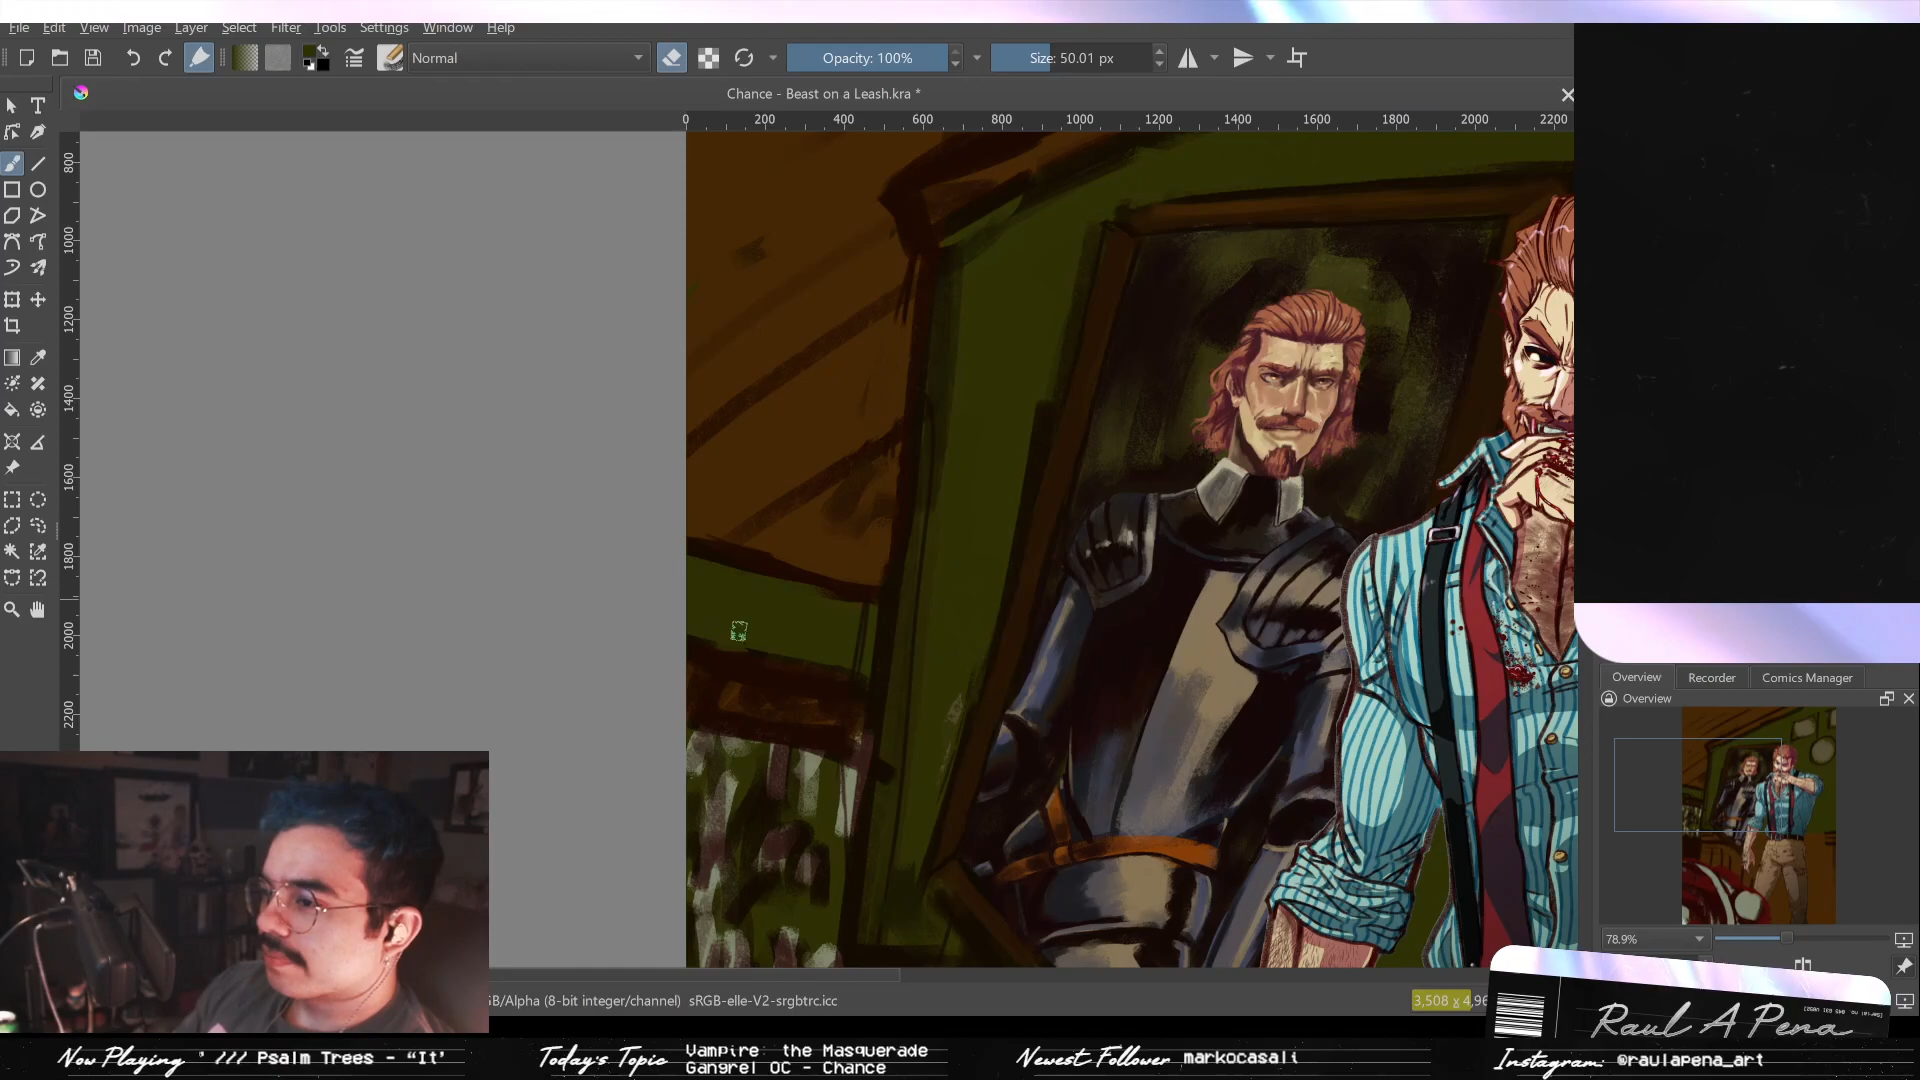 File Edit View Image Layer Select Filter Tools Settings Window Help
Normal Opacity: 100% Size: 50.01 px
Chance - Beast on a Leash.kra *
0 200 400 600 800 1000 1200 1400 1600 1800 2000 2200
800
1000
1200
1400
1600
1800
2000
2200
Overview Recorder Comics Manager
Overview
78.9%
GB/Alpha (8-bit integer/channel) sRGB-elle-V2-srgbtrc.icc
3,508 x 4,96
Raul A Pena
Now Playing * /// Psalm Trees - “It’
Today's Topic Vampire: the Masquerade
Gangrel OC - Chance
Newest Follower markocasali
Instagram: @raulapena_art